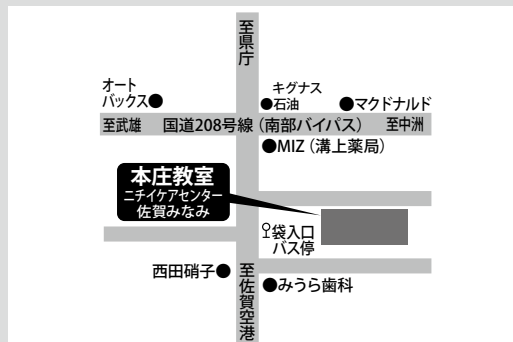 至県庁
オート
バックス●
キグナス
●石油
●マクドナルド
至武雄
国道208号線(南部バイパス)
至中洲
●MIZ(溝上薬局)
本庄教室
ニチイケアセンター
佐賀みなみ
袋入口
バス停
西田硝子●
至佐賀空港
●みうら歯科